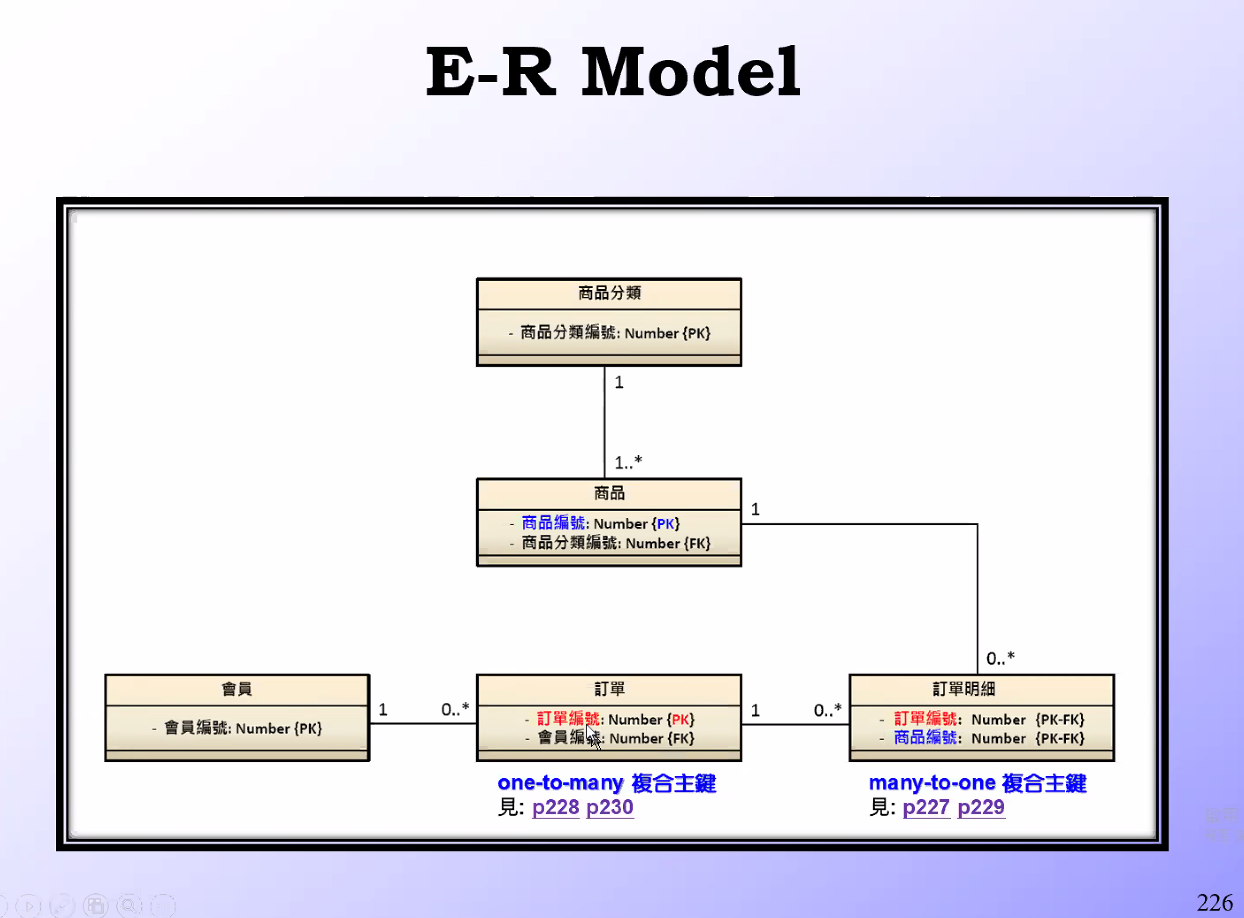 E-R Model
商品分類
- 商品分類編號: Number {PK}
1
1..*
商品
- 商品編號: Number {PK}
- 商品分類編號: Number {FK}
1
0..*
會員
- 會員編號: Number {PK}
1
0..*
訂單
- 訂單編號: Number {PK}
- 會員編號: Number {FK}
1
0..*
訂單明細
- 訂單編號: Number {PK-FK}
- 商品編號: Number {PK-FK}
one-to-many 複合主鍵
見: p228 p230
many-to-one 複合主鍵
見: p227 p229
226